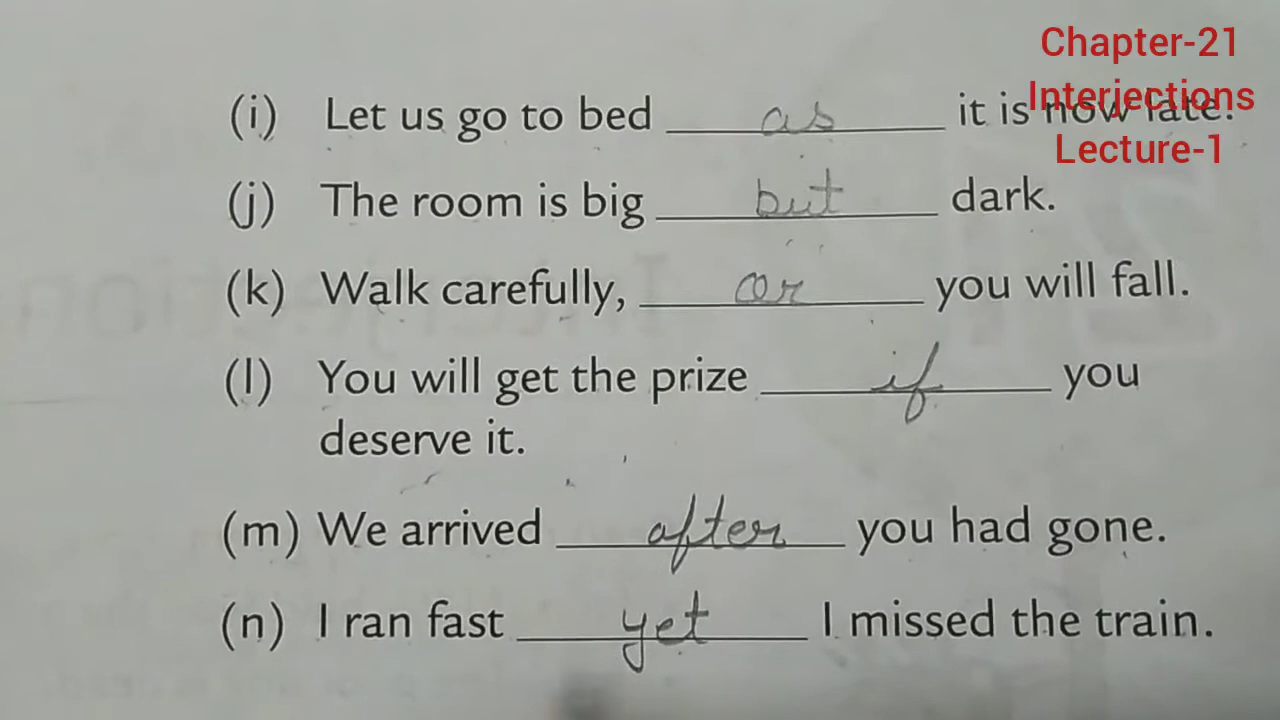 Chapter-21
Interjections
Lecture-1
(i) Let us go to bed as it is now late.
(j) The room is big but dark.
(k) Walk carefully, or you will fall.
(l) You will get the prize if you
deserve it.
(m) We arrived after you had gone.
(n) I ran fast yet I missed the train.